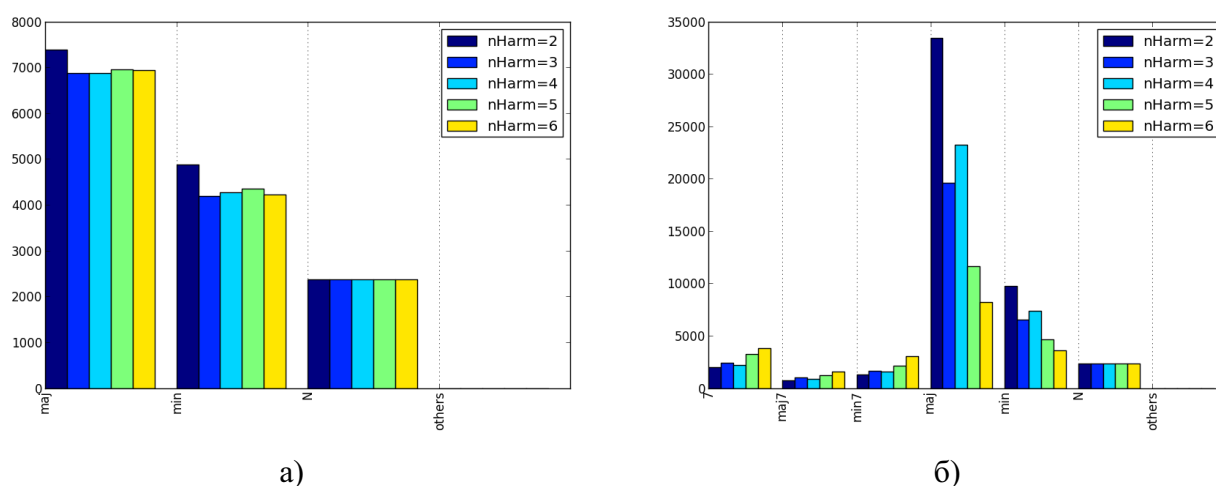 8000
7000
6000
5000
4000
3000
2000
1000
0
maj
min
N
others
nHarm=2
nHarm=3
nHarm=4
nHarm=5
nHarm=6
а)
35000
30000
25000
20000
15000
10000
5000
0
7
maj7
min7
maj
min
N
others
nHarm=2
nHarm=3
nHarm=4
nHarm=5
nHarm=6
б)